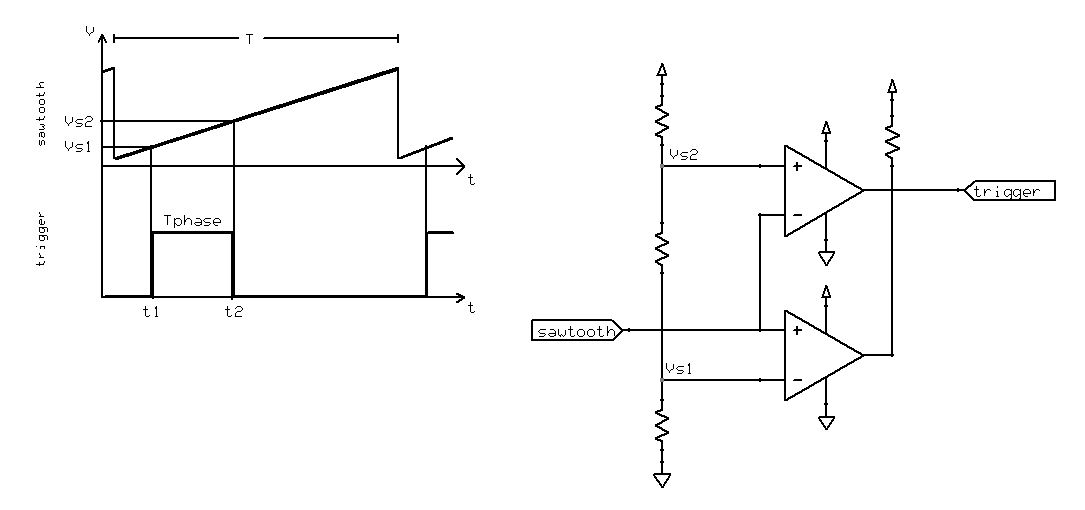 V
T
sawtooth
Vs2
Vs1
t
trigger
Tphase
t1 t2
t
Vs2
+
-
trigger
sawtooth
+
-
Vs1